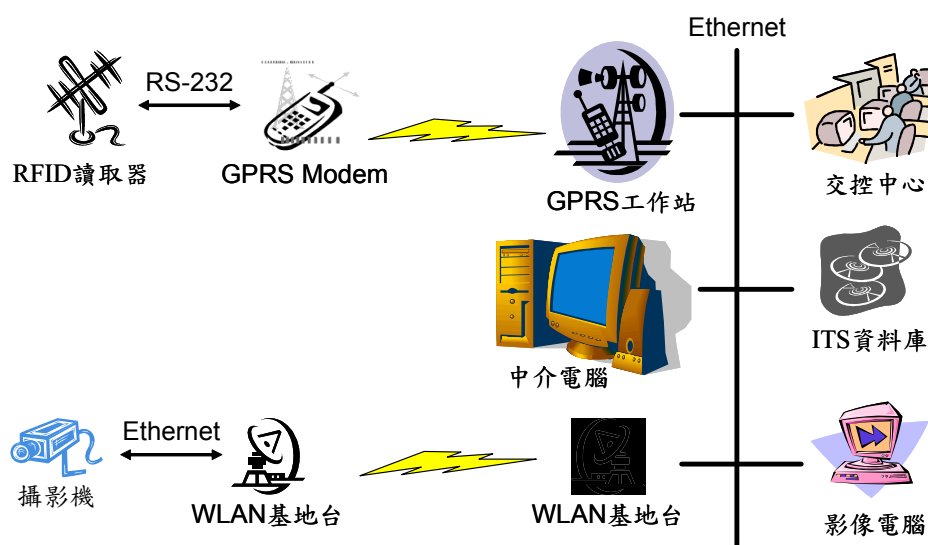 Ethernet
RS-232
RFID讀取器
GPRS Modem
GPRS工作站
交控中心
中介電腦
ITS資料庫
Ethernet
攝影機
WLAN基地台
WLAN基地台
影像電腦